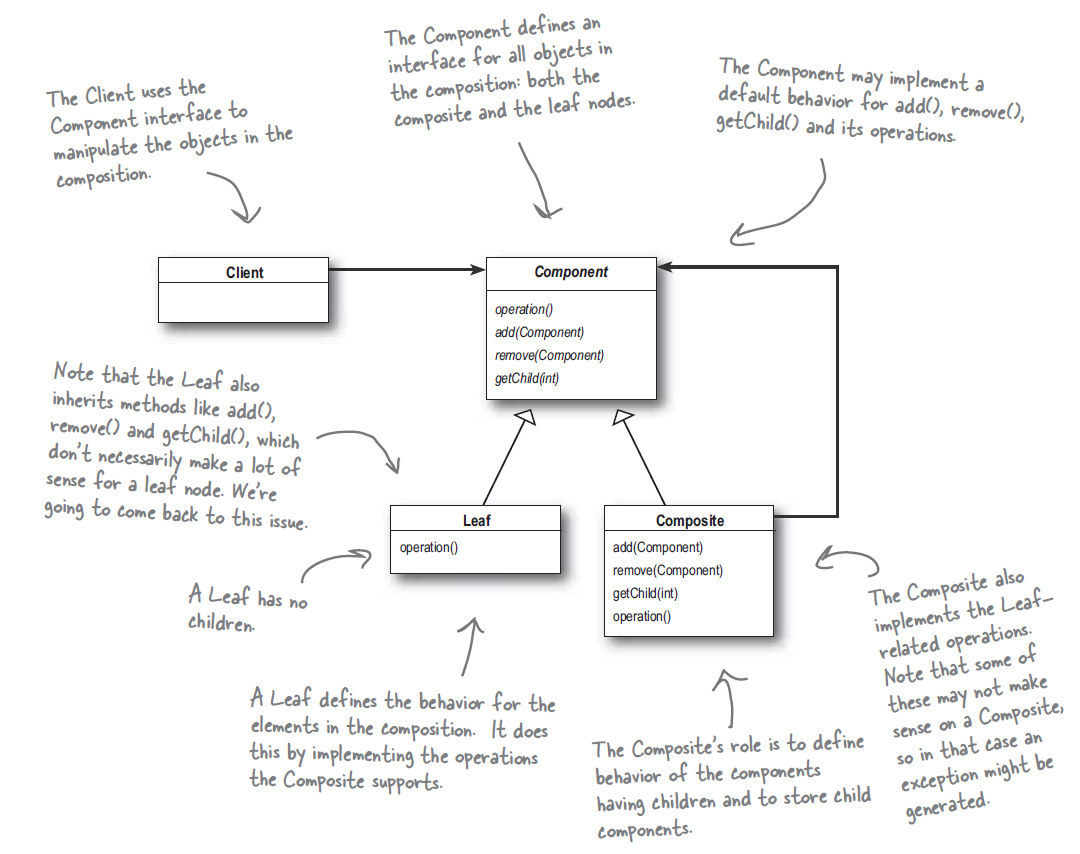 The Component defines an
interface for all objects in
the composition: both the
composite and the leaf nodes.
The Client uses the
Component interface to
manipulate the objects in the
composition.
The Component may implement a
default behavior for add(), remove(),
getChild() and its operations.
Client
Component
operation()
add(Component)
remove(Component)
getChild(int)
Note that the Leaf also
inherits methods like add(),
remove() and getChild(), which
don't necessarily make a lot of
sense for a leaf node. We're
going to come back to this issue.
Leaf
operation()
Composite
add(Component)
remove(Component)
getChild(int)
operation()
A Leaf has no
children.
The Composite also
implements the Leaf-
related operations.
Note that some of
these may not make
sense on a Composite,
so in that case an
exception might be
generated.
A Leaf defines the behavior for the
elements in the composition. It does
this by implementing the operations
the Composite supports.
The Composite's role is to define
behavior of the components
having children and to store child
components.